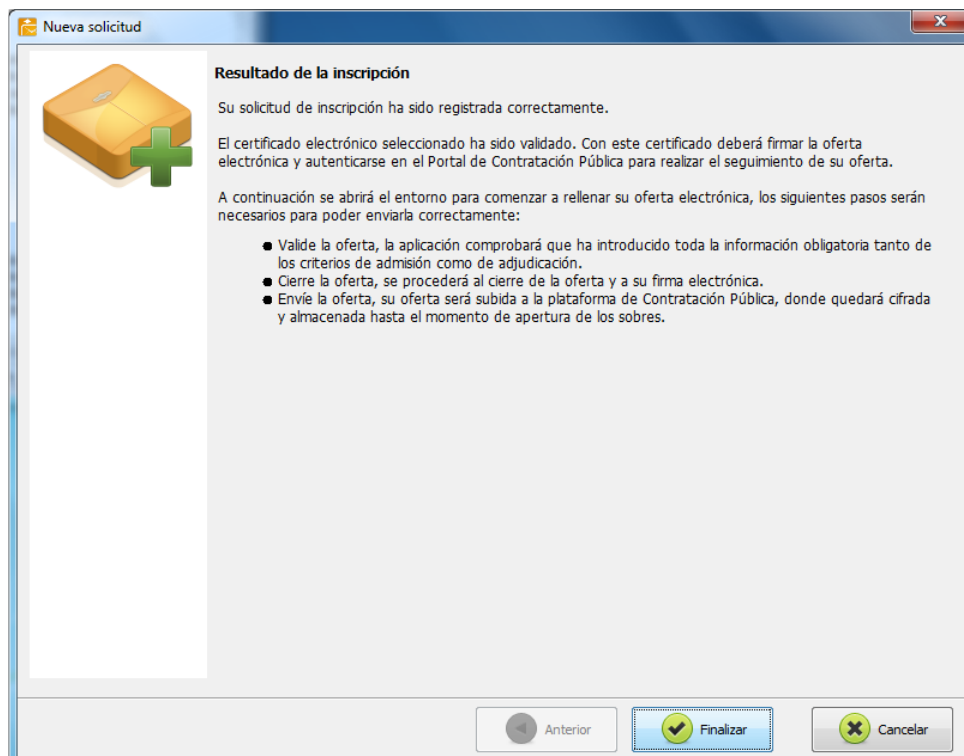 Nueva solicitud
Resultado de la inscripción
Su solicitud de inscripción ha sido registrada correctamente.
El certificado electrónico seleccionado ha sido validado. Con este certificado deberá firmar la oferta
electrónica y autenticarse en el Portal de Contratación Pública para realizar el seguimiento de su oferta.
A continuación se abrirá el entorno para comenzar a rellenar su oferta electrónica, los siguientes pasos serán
necesarios para poder enviarla correctamente:
● Valide la oferta, la aplicación comprobará que ha introducido toda la información obligatoria tanto de
los criterios de admisión como de adjudicación.
● Cierre la oferta, se procederá al cierre de la oferta y a su firma electrónica.
● Envíe la oferta, su oferta será subida a la plataforma de Contratación Pública, donde quedará cifrada
y almacenada hasta el momento de apertura de los sobres.
Anterior
Finalizar
Cancelar